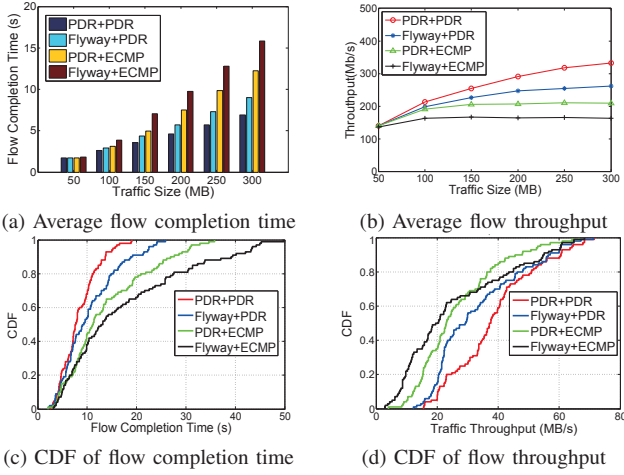 PDR+PDR
Flyway+PDR
PDR+ECMP
Flyway+ECMP
Flow Completion Time (s)
20
15
10
5
0
50 100 150 200 250 300
Traffic Size (MB)
(a) Average flow completion time
PDR+PDR
Flyway+PDR
PDR+ECMP
Flyway+ECMP
Throuthput(Mb/s)
500
400
300
200
100
0
50 100 150 200 250 300
Traffic Size (MB)
(b) Average flow throughput
CDF
1
0.8
0.6
0.4
0.2
0
PDR+PDR
Flyway+PDR
PDR+ECMP
Flyway+ECMP
0 10 20 30 40 50
Flow Completion Time (s)
(c) CDF of flow completion time
CDF
1
0.8
0.6
0.4
0.2
0
PDR+PDR
Flyway+PDR
PDR+ECMP
Flyway+ECMP
0 20 40 60 80
Traffic Throughput (MB/s)
(d) CDF of flow throughput